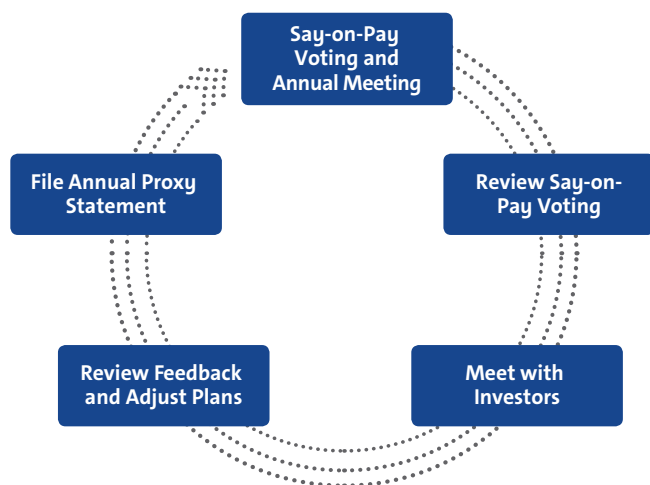 Say-on-Pay
Voting and
Annual Meeting
Review Say-on-
Pay Voting
Meet with
Investors
Review Feedback
and Adjust Plans
File Annual Proxy
Statement